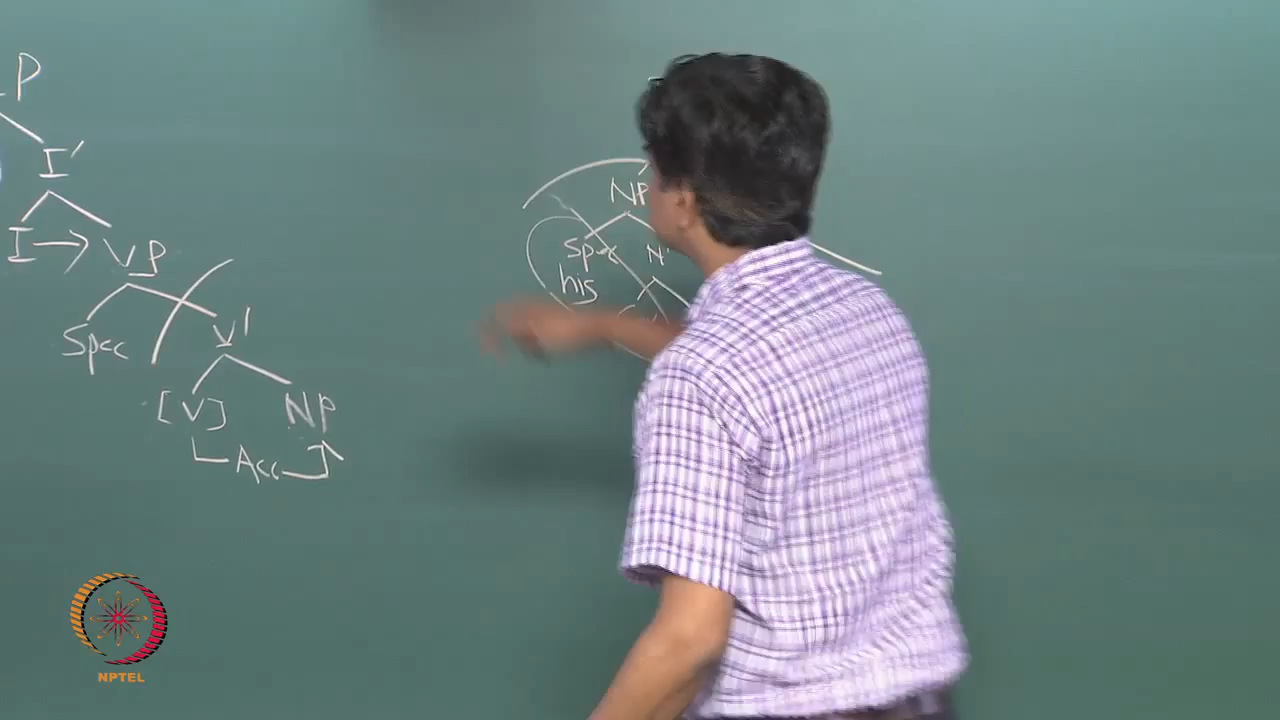 P
I'
I → VP
Spec
V'
[V] NP
Acc
NP
Spec N'
his
NPTEL